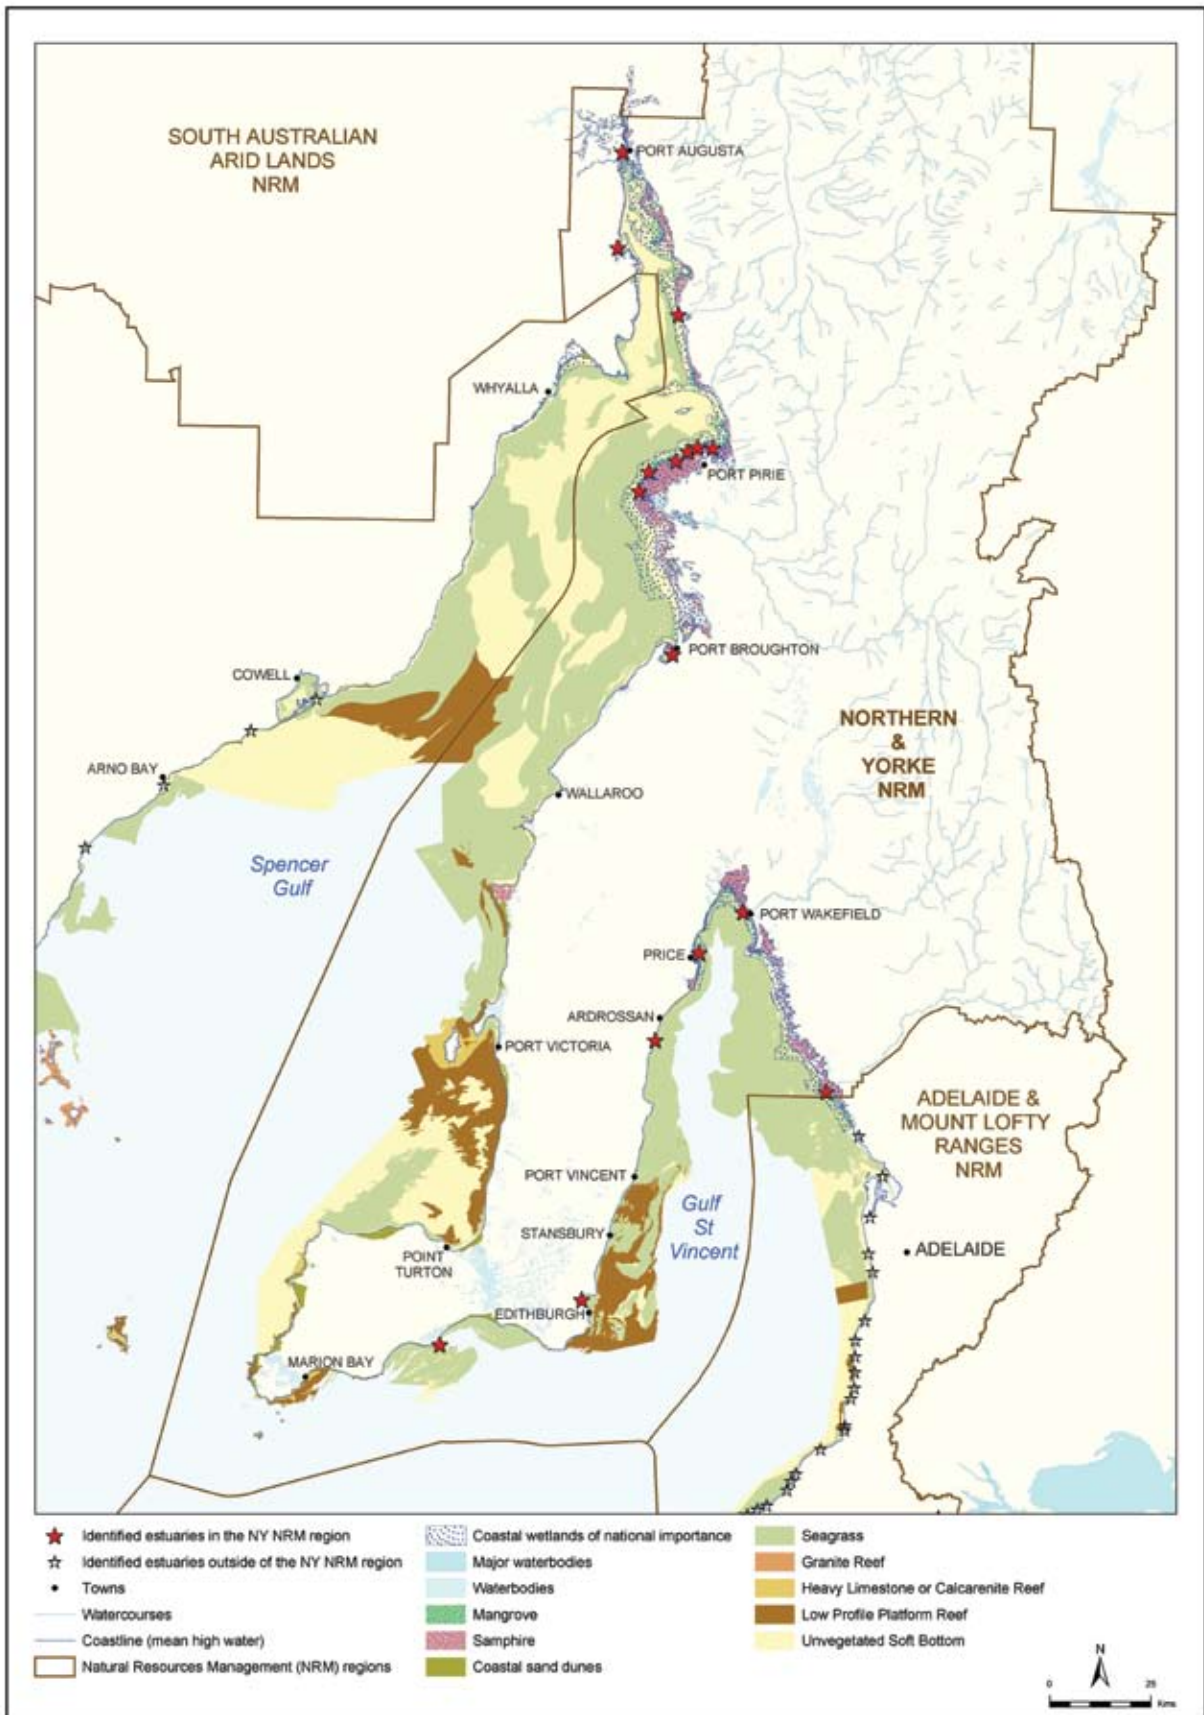 SOUTH AUSTRALIAN
ARID LANDS
NRM
PORT AUGUSTA
WHYALLA
PORT PIRIE
PORT BROUGHTON
COWELL
NORTHERN
&
YORKE
NRM
ARNO BAY
WALLAROO
Spencer
Gulf
PORT WAKEFIELD
PRICE
ARDROSSAN
PORT VICTORIA
ADELAIDE &
MOUNT LOFTY
RANGES
NRM
PORT VINCENT
Gulf
St
Vincent
STANSBURY
ADELAIDE
POINT
TURTON
EDITHBURGH
MARION BAY
Identified estuaries in the NY NRM region
Identified estuaries outside of the NY NRM region
Towns
Watercourses
Coastline (mean high water)
Natural Resources Management (NRM) regions
Coastal wetlands of national importance
Major waterbodies
Waterbodies
Mangrove
Samphire
Coastal sand dunes
Seagrass
Granite Reef
Heavy Limestone or Calcarenite Reef
Low Profile Platform Reef
Unvegetated Soft Bottom
N
0 25
Kms